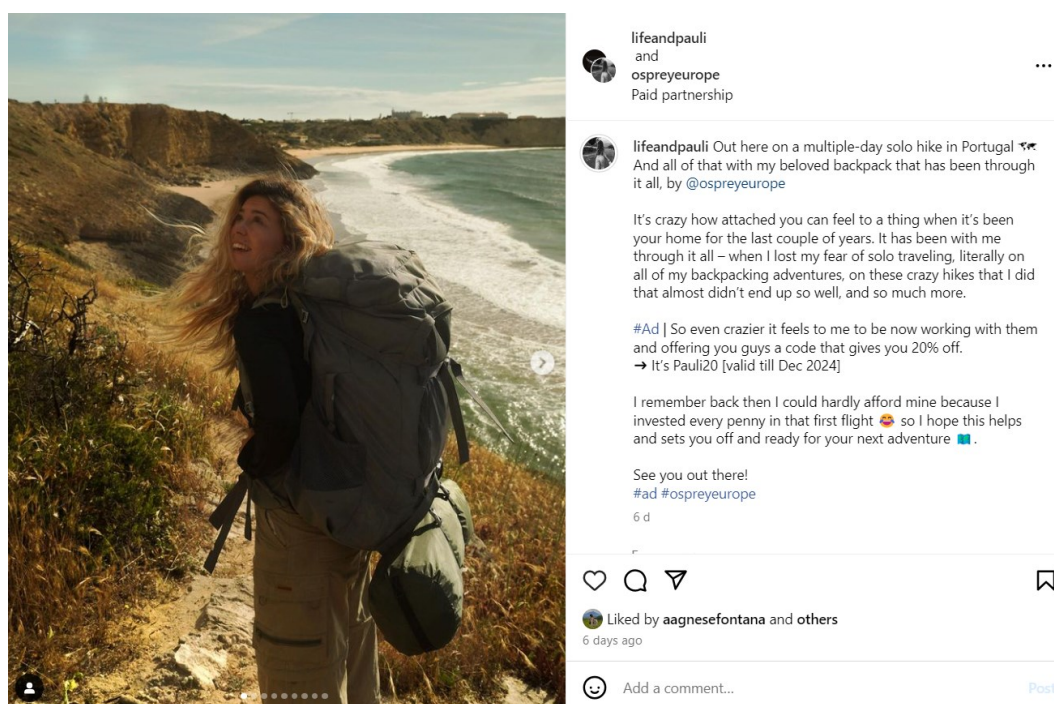 lifeandpauli
and
ospreyeurope
Paid partnership
lifeandpauli Out here on a multiple-day solo hike in Portugal 🗺️
And all of that with my beloved backpack that has been through
it all, by @ospreyeurope
It's crazy how attached you can feel to a thing when it's been
your home for the last couple of years. It has been with me
through it all – when I lost my fear of solo traveling, literally on
all of my backpacking adventures, on these crazy hikes that I did
that almost didn't end up so well, and so much more.
#Ad | So even crazier it feels to me to be now working with them
and offering you guys a code that gives you 20% off.
→ It's Pauli20 [valid till Dec 2024]
I remember back then I could hardly afford mine because I
invested every penny in that first flight 😂 so I hope this helps
and sets you off and ready for your next adventure 🗺️ .
See you out there!
#ad #ospreyeurope
6 d
Liked by aagnesefontana and others
6 days ago
Add a comment...
Post